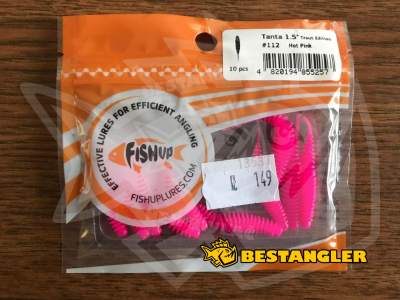 Tanta 1.5" Trout Edition
#112 Hot Pink
10 pcs
4 820194 855257
EFFECTIVE LURES FOR EFFICIENT ANGLING
FISHUP
FISHUPLURES.COM
149
BESTANGLER